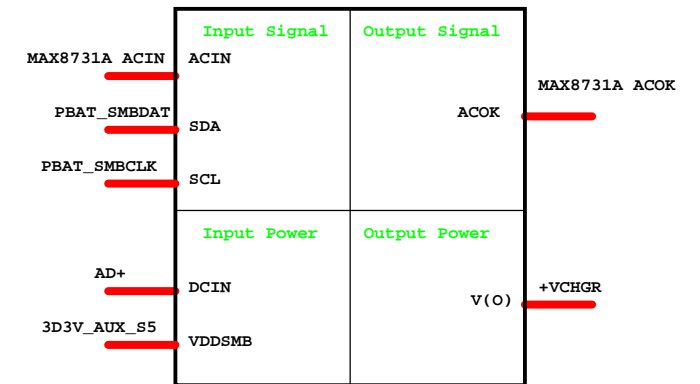 Input Signal Output Signal
MAX8731A ACIN ACIN
MAX8731A ACOK
PBAT_SMBDAT ACOK
SDA
PBAT_SMBCLK
SCL
Input Power Output Power
AD+
DCIN +VCHGR
V(O)
3D3V_AUX_S5
VDDSMB